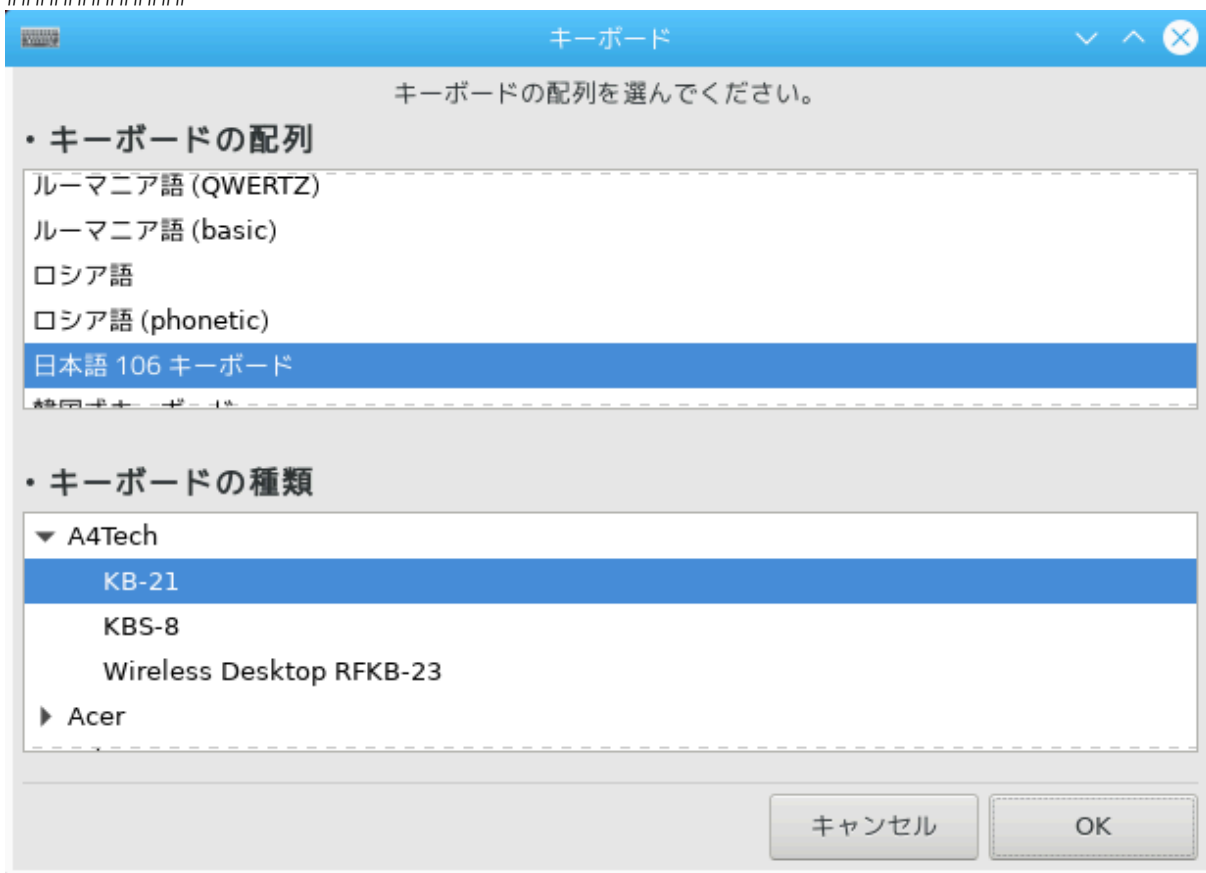 キーボード
キーボードの配列を選んでください。
・キーボードの配列
ルーマニア語 (QWERTZ)
ルーマニア語 (basic)
ロシア語
ロシア語 (phonetic)
日本語 106 キーボード
・キーボードの種類
A4Tech
KB-21
KBS-8
Wireless Desktop RFKB-23
Acer
キャンセル
OK